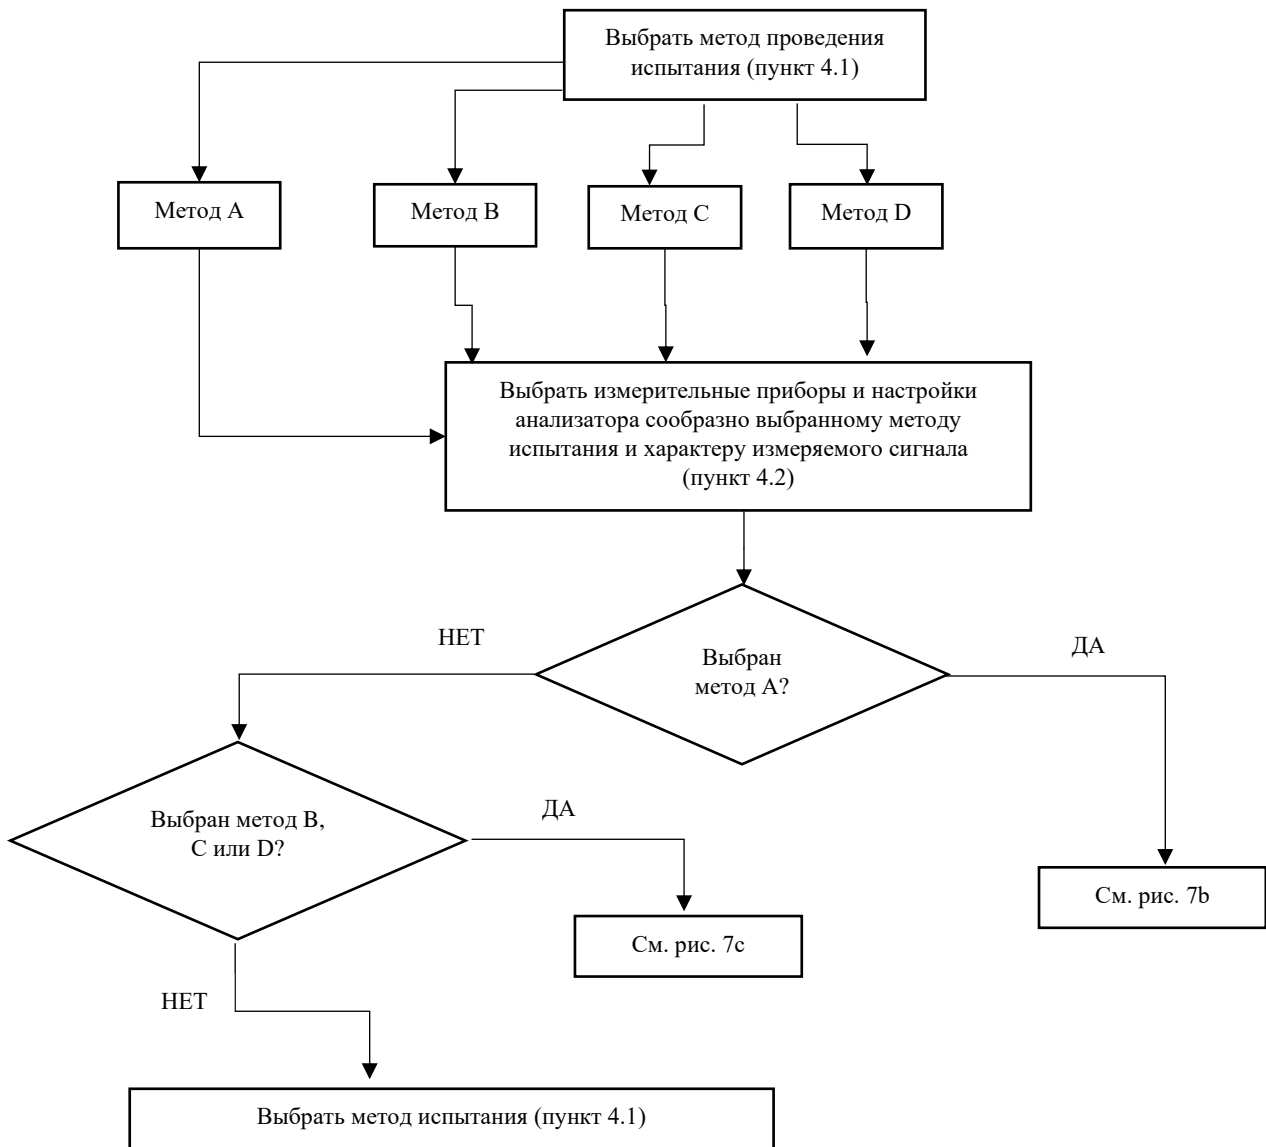 Выбрать метод проведения
испытания (пункт 4.1)
Метод A
Метод B
Метод C
Метод D
Выбрать измерительные приборы и настройки
анализатора сообразно выбранному методу
испытания и характеру измеряемого сигнала
(пункт 4.2)
НЕТ
ДА
Выбран
метод A?
Выбран метод B,
C или D?
ДА
См. рис. 7b
См. рис. 7c
НЕТ
Выбрать метод испытания (пункт 4.1)